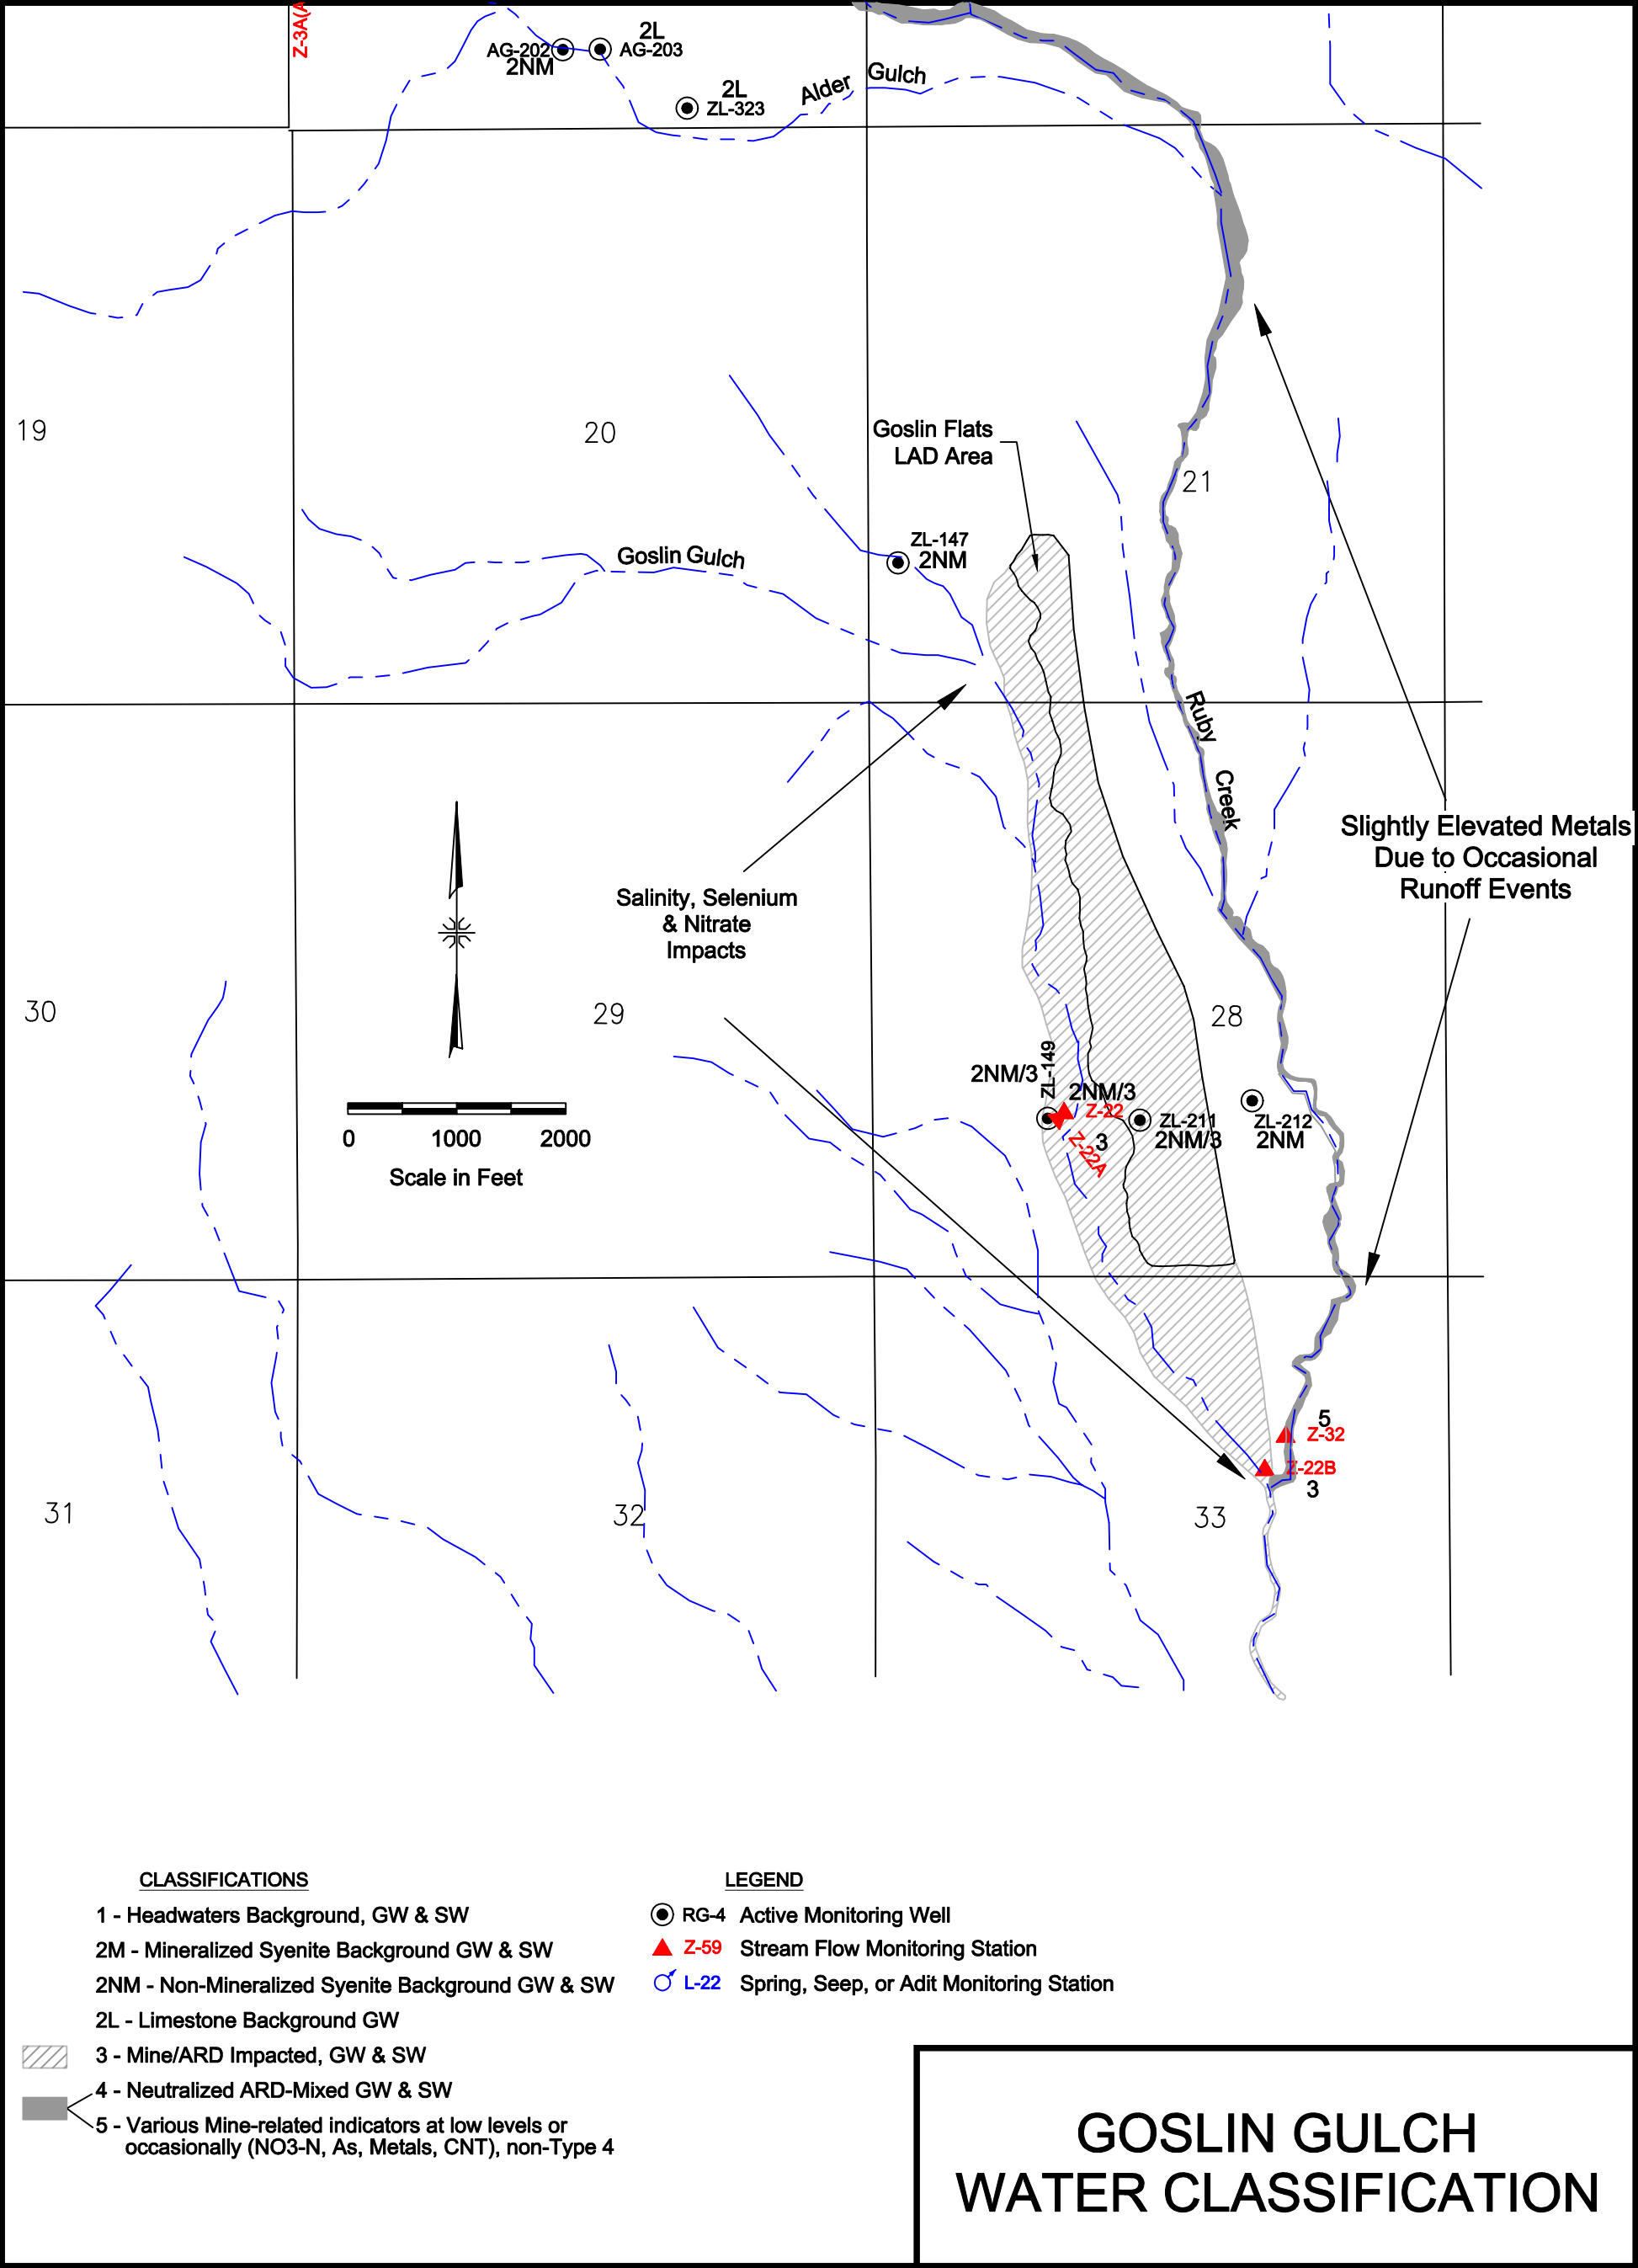 Z-3A(A
2L
AG-202
AG-203
2NM
2L
ZL-323
Alder Gulch
19
20
Goslin Flats
LAD Area
21
ZL-147
2NM
Goslin Gulch
Ruby Creek
Slightly Elevated Metals
Due to Occasional
Runoff Events
Salinity, Selenium
& Nitrate
Impacts
30
29
28
2NM/3
ZL-149
2NM/3
Z-22
Z-22A
3
ZL-211
2NM/3
ZL-212
2NM
0 1000 2000
Scale in Feet
5
Z-32
Z-22B
3
31
32
33
CLASSIFICATIONS
1 - Headwaters Background, GW & SW
2M - Mineralized Syenite Background GW & SW
2NM - Non-Mineralized Syenite Background GW & SW
2L - Limestone Background GW
3 - Mine/ARD Impacted, GW & SW
4 - Neutralized ARD-Mixed GW & SW
5 - Various Mine-related indicators at low levels or
occasionally (NO3-N, As, Metals, CNT), non-Type 4
LEGEND
RG-4 Active Monitoring Well
Z-59 Stream Flow Monitoring Station
L-22 Spring, Seep, or Adit Monitoring Station
GOSLIN GULCH
WATER CLASSIFICATION